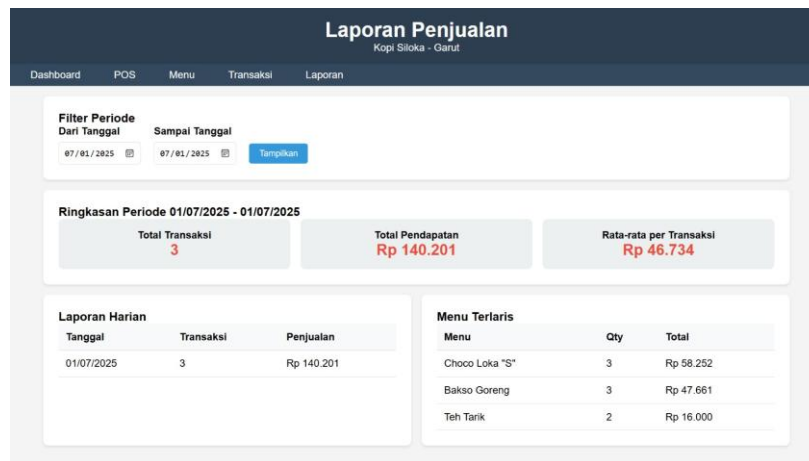 Laporan Penjualan
Kopi Siloka - Garut
Dashboard POS Menu Transaksi Laporan
Filter Periode
Dari Tanggal Sampai Tanggal
07/01/2025 07/01/2025 Tampilkan
Ringkasan Periode 01/07/2025 - 01/07/2025
Total Transaksi
3
Total Pendapatan
Rp 140.201
Rata-rata per Transaksi
Rp 46.734
Laporan Harian
Tanggal Transaksi Penjualan
01/07/2025 3 Rp 140.201
Menu Terlaris
Menu Qty Total
Choco Loka "S" 3 Rp 58.252
Bakso Goreng 3 Rp 47.661
Teh Tarik 2 Rp 16.000